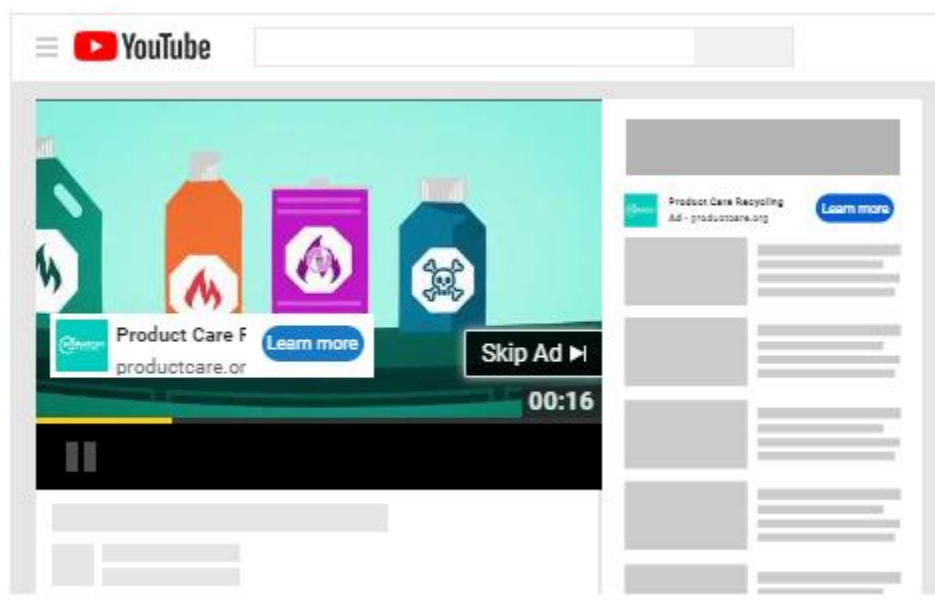 YouTube
Product Care Recycling
Ad - productcare.org
Learn more
Product Care
Learn more
productcare.or
Skip Ad
00:16